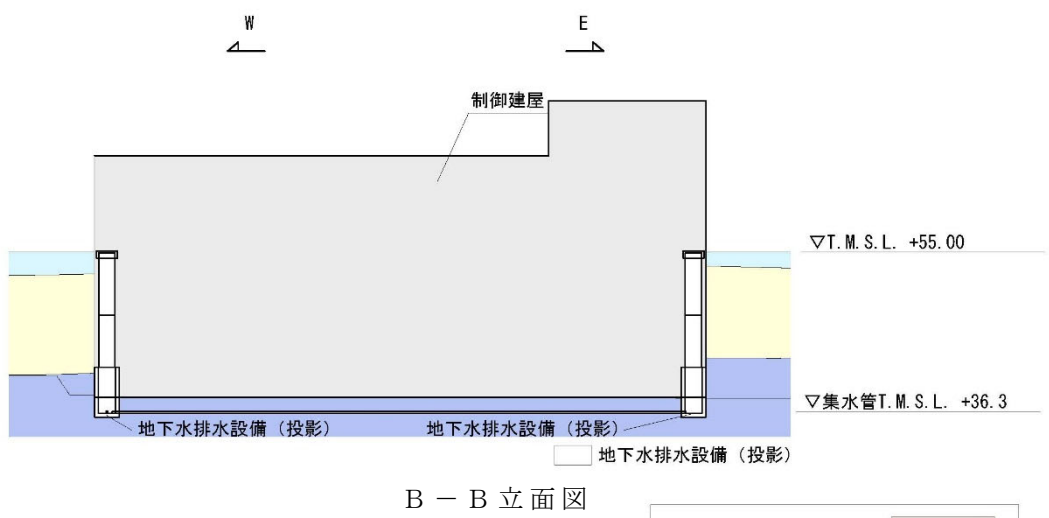 W
E
制御建屋
▽T.M.S.L. +55.00
▽集水管T.M.S.L. +36.3
地下水排水設備（投影）
地下水排水設備（投影）
地下水排水設備（投影）
B－B立面図